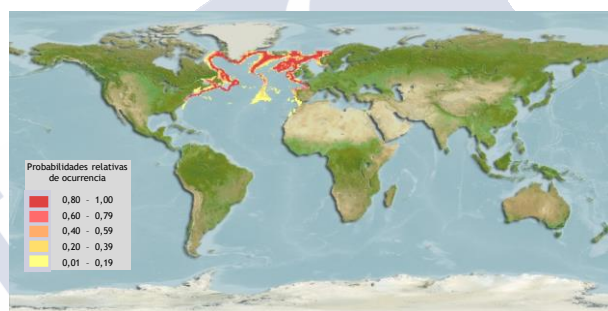 Probabilidades relativas
de ocurrencia
0,80 - 1,00
0,60 - 0,79
0,40 - 0,59
0,20 - 0,39
0,01 - 0,19